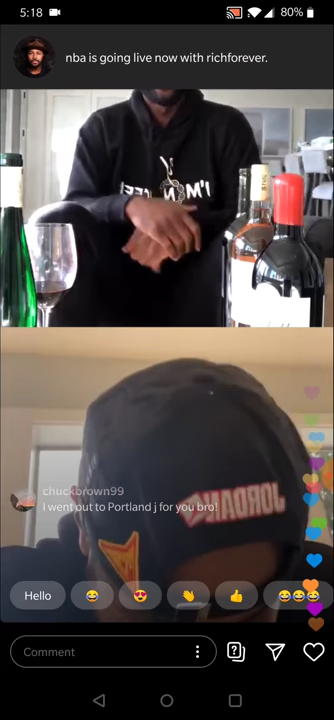 5:18
80%
nba is going live now with richforever.
I'M
JORDAN
chuckbrown99
I went out to Portland j for you bro!
Hello
Comment